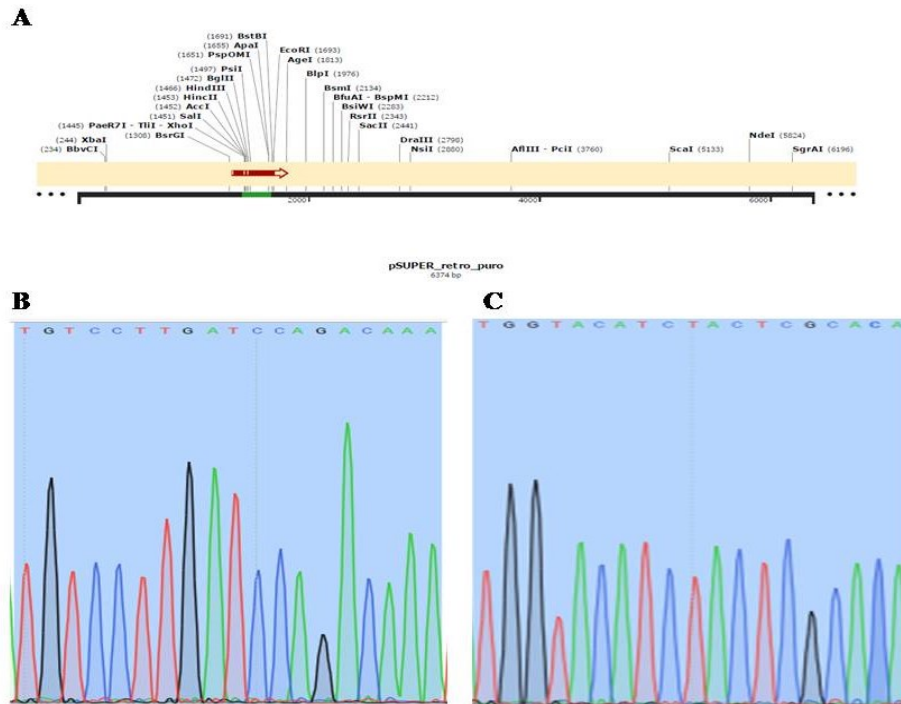 A
(1691) BstBI
(1655) ApaI
(1651) PspOMI
(1497) PsiI
(1472) BglII
(1466) HindIII
(1453) HincII
(1452) AccI
(1451) SalI
(1445) PaeR7I - TliI - XhoI
(1308) BsrGI
(244) XbaI
(234) BbvCI
EcoRI (1693)
AgeI (1813)
BlpI (1976)
BsmI (2134)
BfuAI - BspMI (2212)
BsiWI (2283)
RsrII (2343)
SacII (2441)
DraIII (2798)
NsiI (2880)
AflIII - PciI (3760)
ScaI (5133)
NdeI (5824)
SgrAI (6196)
2000 4000 6000
pSUPER_retro_puro
6374 bp
B
T G T C C T T G A T C C A G A C A A A
C
T G G T A C A T C T A C T C G C A C A